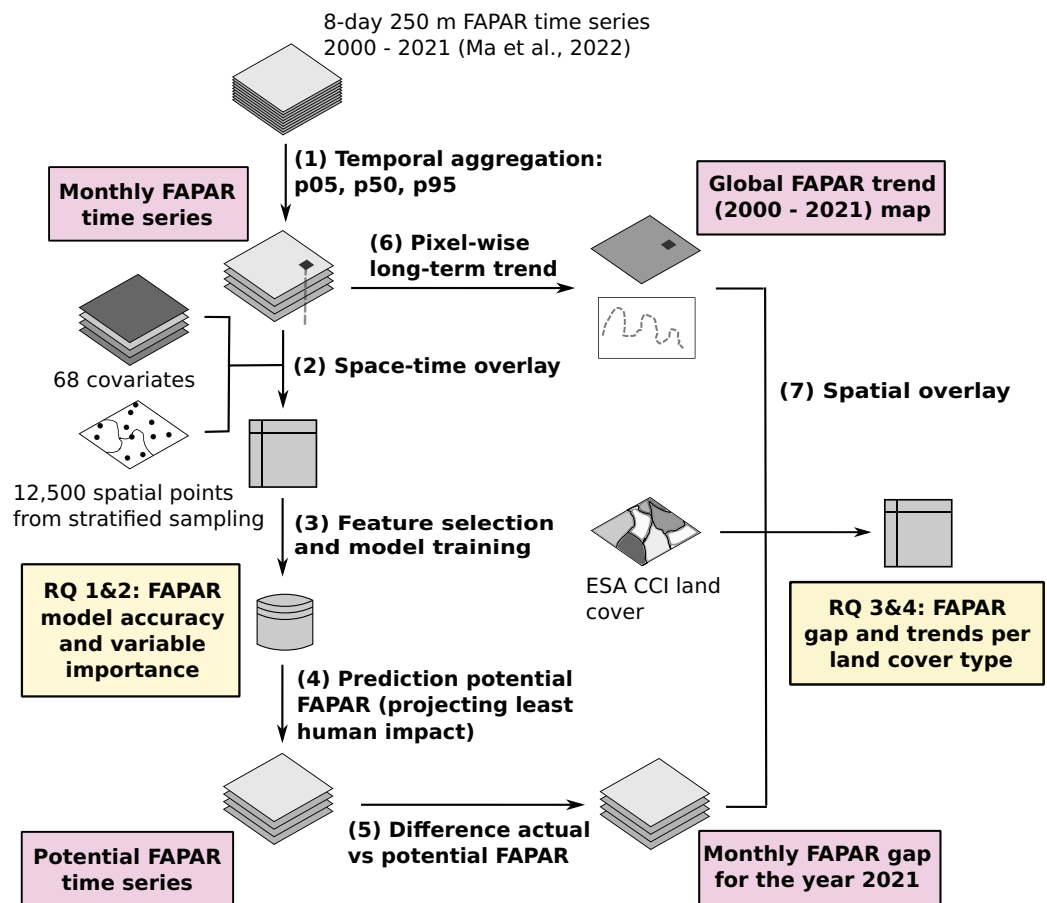 8-day 250 m FAPAR time series
2000 - 2021 (Ma et al., 2022)
(1) Temporal aggregation:
p05, p50, p95
Monthly FAPAR
time series
Global FAPAR trend
(2000 - 2021) map
(6) Pixel-wise
long-term trend
68 covariates
(2) Space-time overlay
(7) Spatial overlay
12,500 spatial points
from stratified sampling
(3) Feature selection
and model training
ESA CCI land
cover
RQ 1&2: FAPAR
model accuracy
and variable
importance
RQ 3&4: FAPAR
gap and trends per
land cover type
(4) Prediction potential
FAPAR (projecting least
human impact)
(5) Difference actual
vs potential FAPAR
Potential FAPAR
time series
Monthly FAPAR gap
for the year 2021